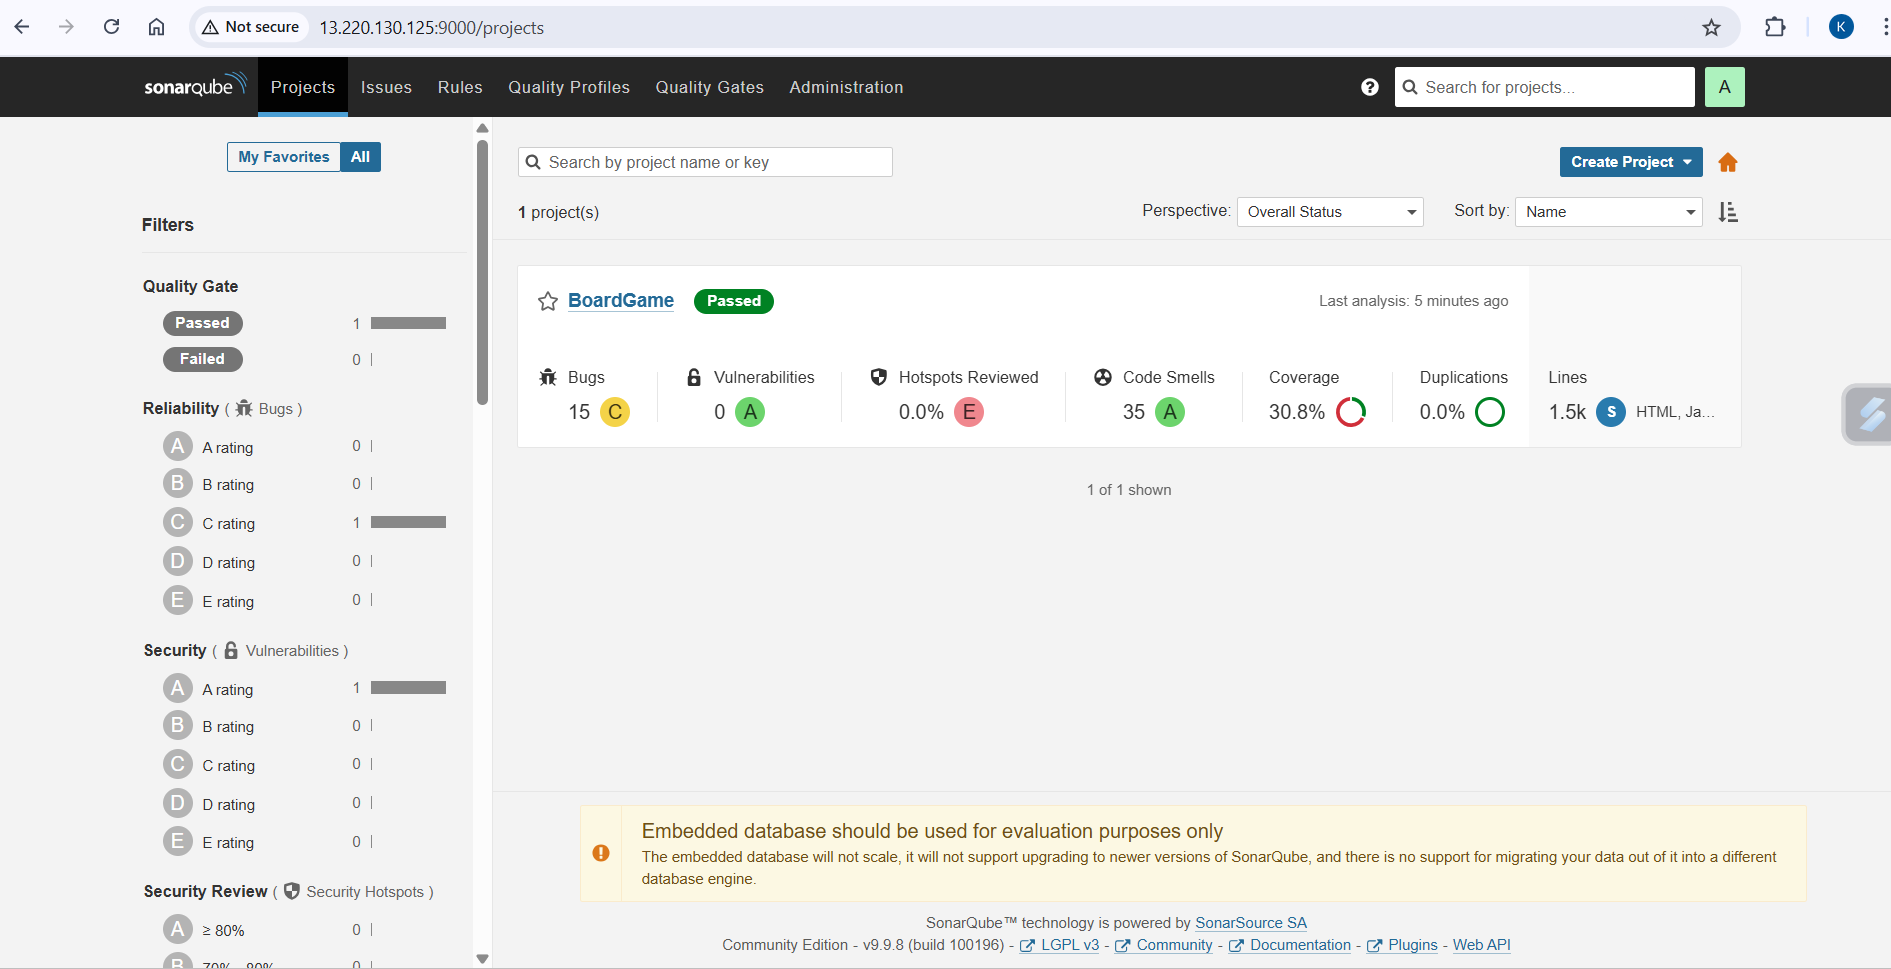 Not secure 13.220.130.125:9000/projects K
sonarqube Projects Issues Rules Quality Profiles Quality Gates Administration ? Search for projects... A
My Favorites All
Filters
Quality Gate
Passed 1
Failed 0
Reliability ( Bugs )
A A rating 0
B B rating 0
C C rating 1
D D rating 0
E E rating 0
Security ( Vulnerabilities )
A A rating 1
B B rating 0
C C rating 0
D D rating 0
E E rating 0
Security Review ( Security Hotspots )
A ≥ 80% 0
B 70% - 80% 0
Search by project name or key
Create Project
1 project(s)
Perspective: Overall Status Sort by: Name
BoardGame Passed Last analysis: 5 minutes ago
Bugs Vulnerabilities Hotspots Reviewed Code Smells Coverage Duplications Lines
15 C 0 A 0.0% E 35 A 30.8% 0.0% 1.5k S HTML, Ja...
1 of 1 shown
Embedded database should be used for evaluation purposes only
The embedded database will not scale, it will not support upgrading to newer versions of SonarQube, and there is no support for migrating your data out of it into a different
database engine.
SonarQube™ technology is powered by SonarSource SA
Community Edition - v9.9.8 (build 100196) - LGPL v3 - Community - Documentation - Plugins - Web API